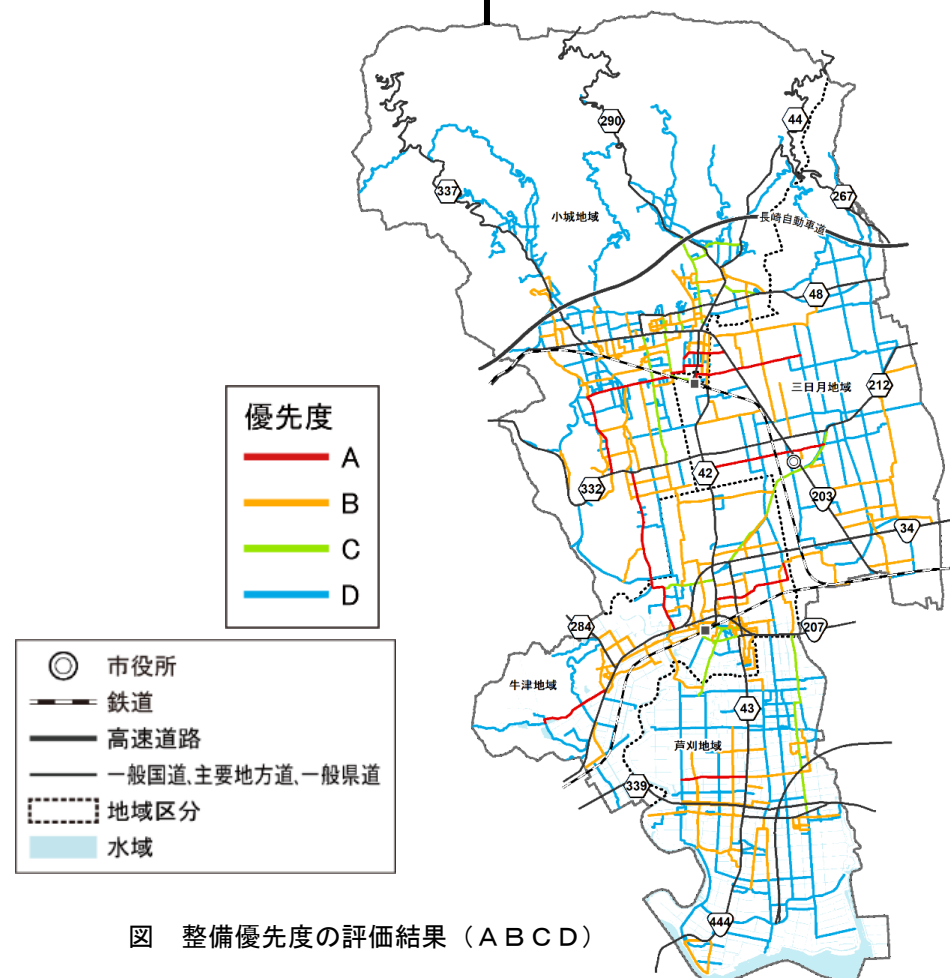 290
44
337
267
小城地域
長崎自動車道
48
三日月地域
212
42
332
203
34
284
207
牛津地域
43
芦刈地域
339
444
優先度
A
B
C
D
市役所
鉄道
高速道路
一般国道、主要地方道、一般県道
地域区分
水域
図 整備優先度の評価結果（ＡＢＣＤ）